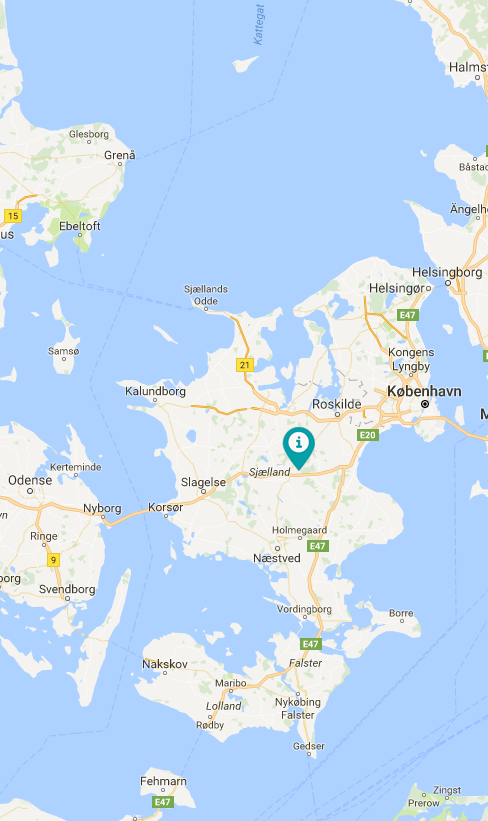 Kattegat
Halmst
Glesborg
Grenå
Båstad
15
Ebeltoft
Ängelh
us
Helsingborg
Sjællands
Odde
Helsingør
E47
Samsø
Kongens
Lyngby
21
Kalundborg
København
Roskilde
M
E20
i
Kerteminde
Sjælland
Odense
Slagelse
Nyborg
Korsør
yn
Ringe
Holmegaard
E47
9
Næstved
borg
Svendborg
Vordingborg
Borre
E47
Nakskov
Falster
Maribo
Lolland
Nykøbing
Falster
Rødby
Gedser
Fehmarn
E47
Zingst
Prerow